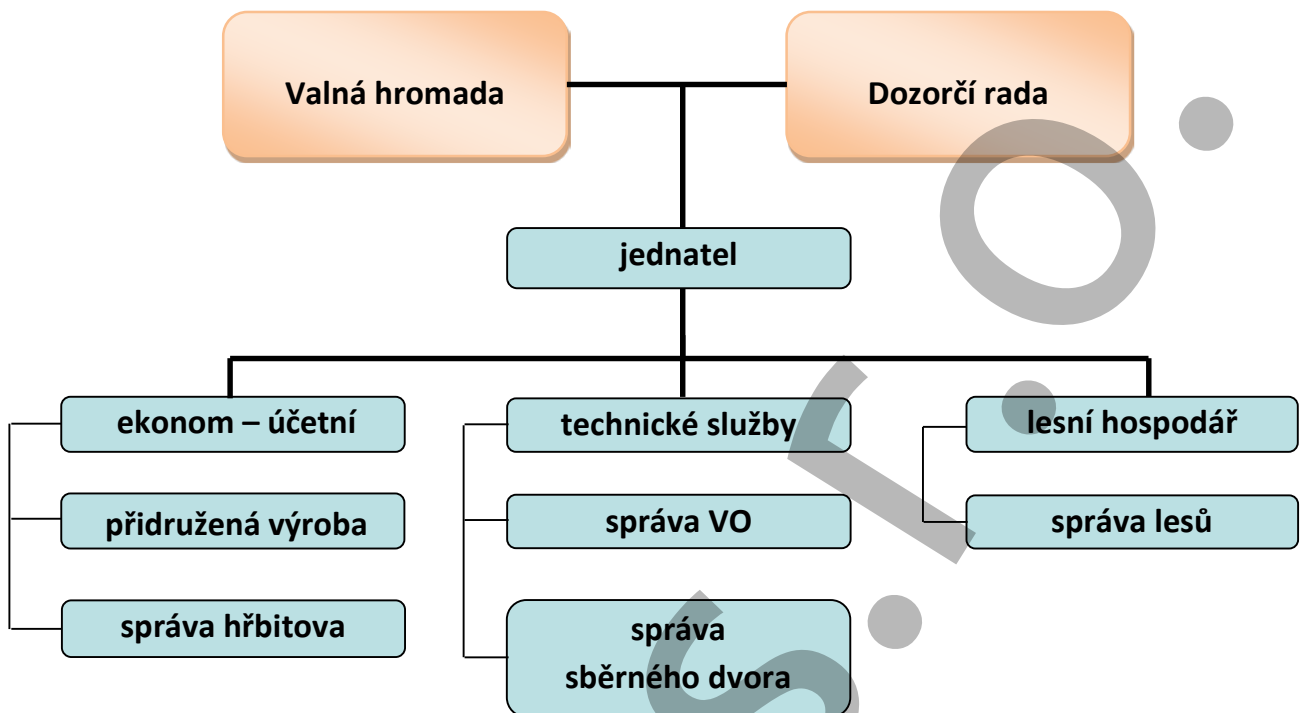 Valná hromada
Dozorčí rada
jednatel
ekonom – účetní
technické služby
lesní hospodář
přidružená výroba
správa VO
správa lesů
správa hřbitova
správa
sběrného dvora
s.r.o.